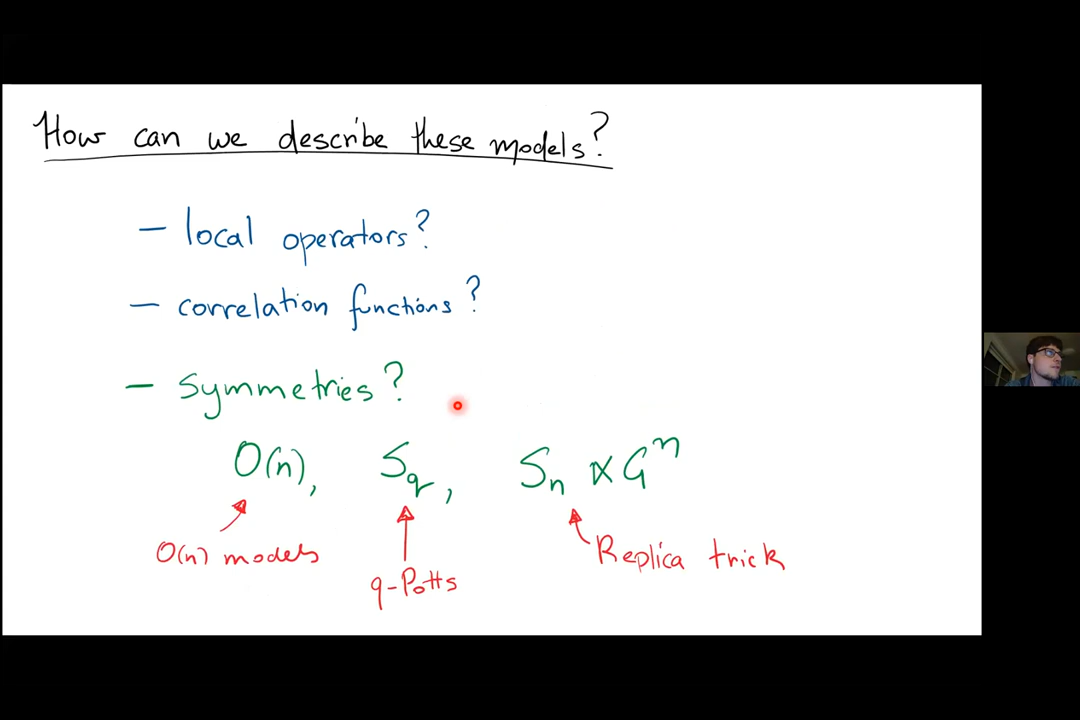 How can we describe these models?
– local operators?
– correlation functions?
– Symmetries?
O(n), S_q, S_n ⋉ G^n
O(n) models
q-Potts
Replica trick